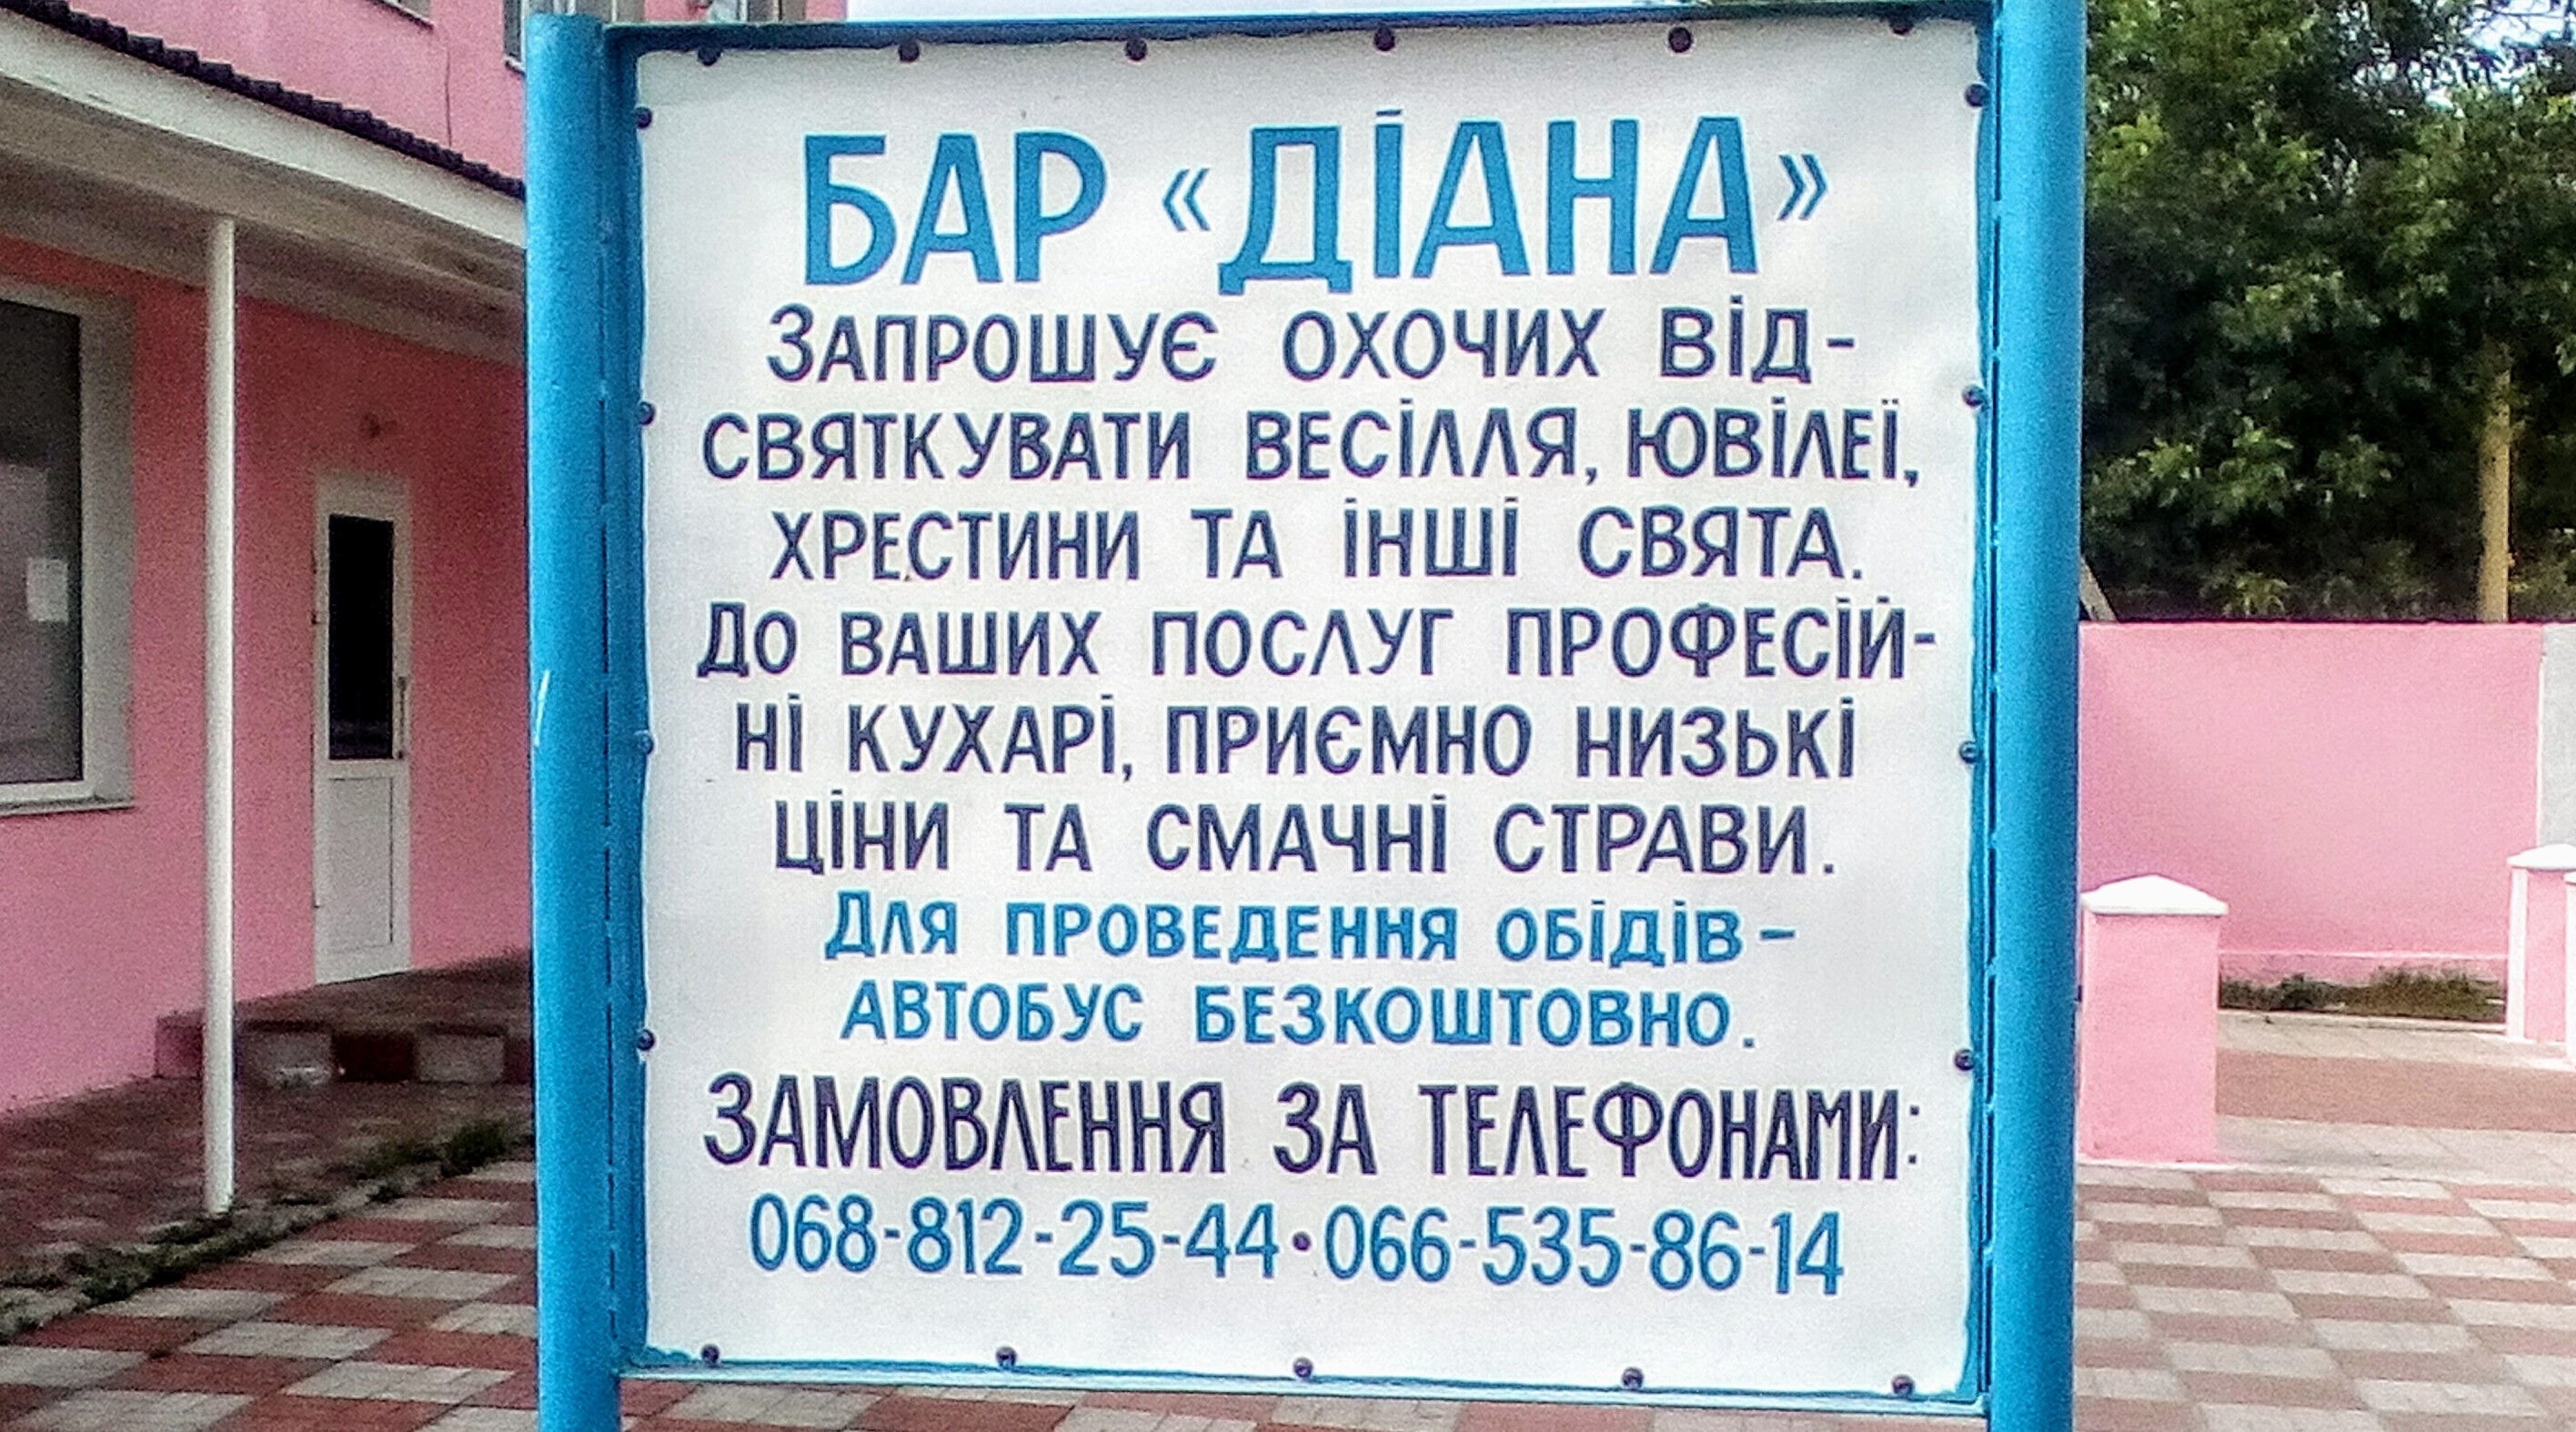 БАР «ДІАНА»
ЗАПРОШУЄ ОХОЧИХ ВІД-
СВЯТКУВАТИ ВЕСІЛЛЯ, ЮВІЛЕЇ,
ХРЕСТИНИ ТА ІНШІ СВЯТА.
ДО ВАШИХ ПОСЛУГ ПРОФЕСІЙ-
НІ КУХАРІ, ПРИЄМНО НИЗЬКІ
ЦІНИ ТА СМАЧНІ СТРАВИ.
ДЛЯ ПРОВЕДЕННЯ ОБІДІВ –
АВТОБУС БЕЗКОШТОВНО.
ЗАМОВЛЕННЯ ЗА ТЕЛЕФОНАМИ:
068-812-25-44 • 066-535-86-14